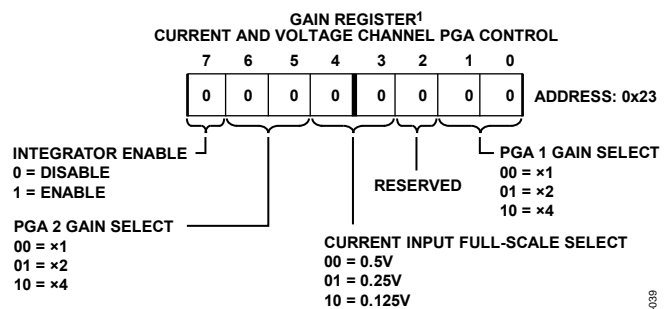 GAIN REGISTER1
CURRENT AND VOLTAGE CHANNEL PGA CONTROL
7 6 5 4 3 2 1 0
0 0 0 0 0 0 0 0 ADDRESS: 0x23
INTEGRATOR ENABLE
0 = DISABLE
1 = ENABLE
RESERVED
PGA 1 GAIN SELECT
00 = ×1
01 = ×2
10 = ×4
PGA 2 GAIN SELECT
00 = ×1
01 = ×2
10 = ×4
CURRENT INPUT FULL-SCALE SELECT
00 = 0.5V
01 = 0.25V
10 = 0.125V
039